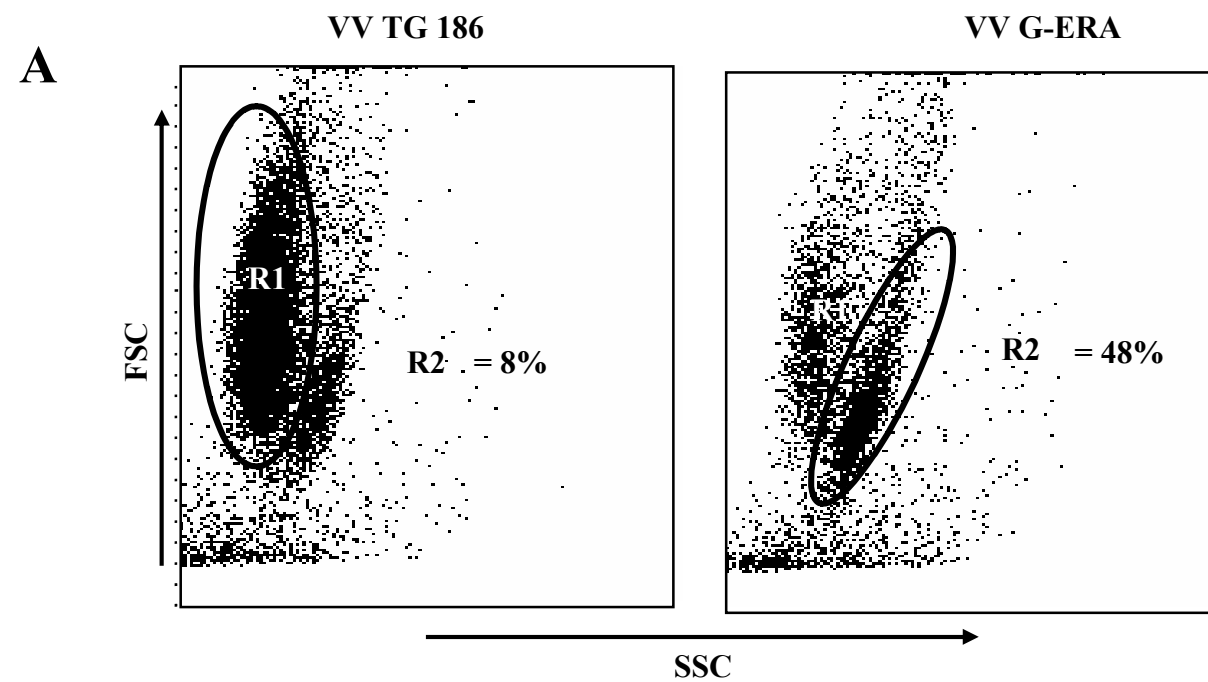 VV TG 186
VV G-ERA
A
FSC
R1
R2 = 8%
R2 = 48%
SSC